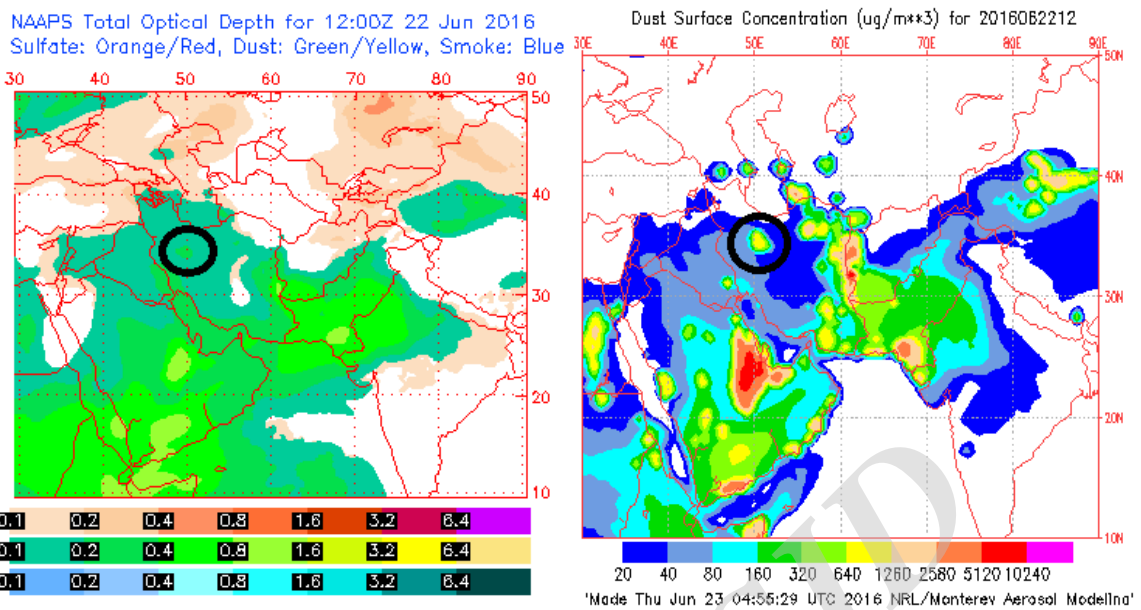 NAAPS Total Optical Depth for 12:00Z 22 Jun 2016
Sulfate: Orange/Red, Dust: Green/Yellow, Smoke: Blue
30 40 50 60 70 80 90
50
40
30
20
10
0.1 0.2 0.4 0.8 1.6 3.2 6.4
0.1 0.2 0.4 0.8 1.6 3.2 6.4
0.1 0.2 0.4 0.8 1.6 3.2 6.4
Dust Surface Concentration (ug/m**3) for 2016062212
30E 40E 50E 60E 70E 80E 90E
50N
40N
30N
20N
10N
20 40 80 160 320 640 1260 2560 5120 10240
'Made Thu Jun 23 04:55:29 UTC 2016 NRL/Monterey Aerosol Modelling'